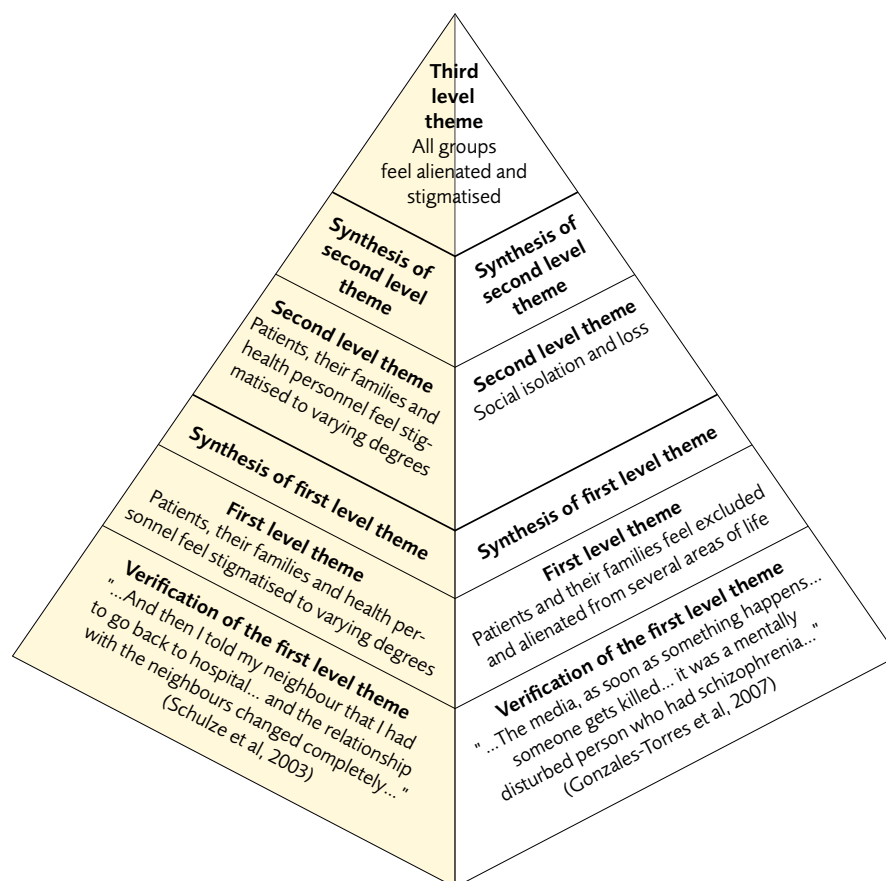 Third
level
theme
All groups
feel alienated and
stigmatised
Synthesis of
second level
theme
Second level theme
Patients, their families and
health personnel feel stig-
matised to varying degrees
Synthesis of first level theme
First level theme
Patients, their families and health per-
sonnel feel stigmatised to varying degrees
Verification of the first level theme
"...And then I told my neighbour that I had
to go back to hospital... and the relationship
with the neighbours changed completely... "
(Schulze et al, 2003)
Synthesis of
second level
theme
Second level theme
Social isolation and loss
Synthesis of first level theme
First level theme
Patients and their families feel excluded
and alienated from several areas of life
Verification of the first level theme
" ...The media, as soon as something happens...
someone gets killed... it was a mentally
disturbed person who had schizophrenia..."
(Gonzales-Torres et al, 2007)